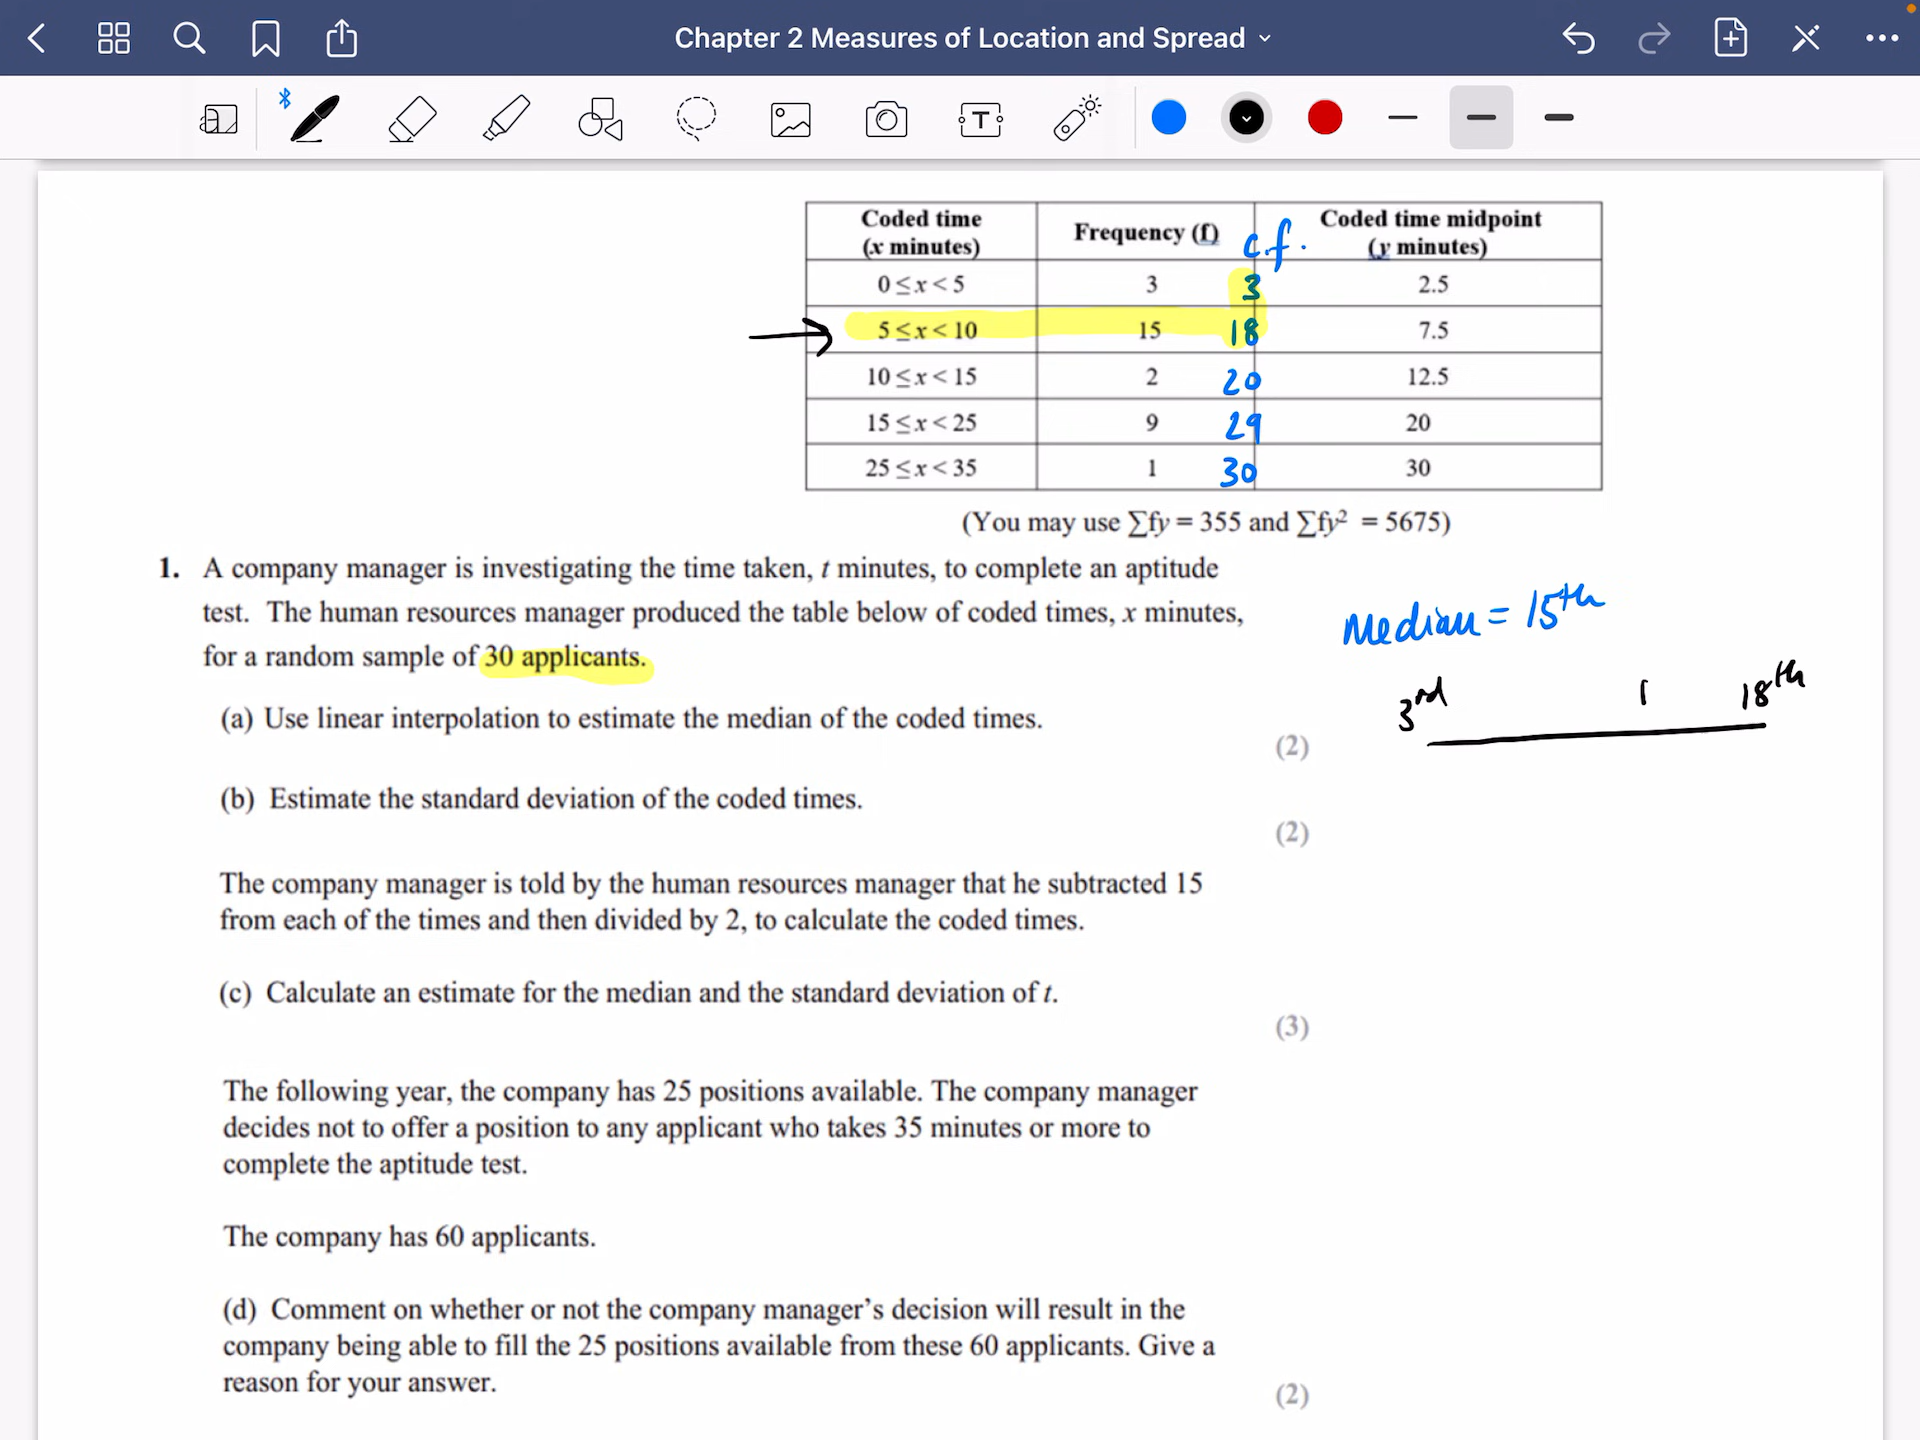 Chapter 2 Measures of Location and Spread
a
T
Coded time (x minutes) Frequency (f) c.f. Coded time midpoint (y minutes)
0 ≤ x < 5 3 3 2.5
5 ≤ x < 10 15 18 7.5
10 ≤ x < 15 2 20 12.5
15 ≤ x < 25 9 29 20
25 ≤ x < 35 1 30 30
(You may use ∑fy = 355 and ∑fy² = 5675)
1. A company manager is investigating the time taken, t minutes, to complete an aptitude
test. The human resources manager produced the table below of coded times, x minutes,
for a random sample of 30 applicants.
Median = 15th
3rd 1 18th
(a) Use linear interpolation to estimate the median of the coded times.
(2)
(b) Estimate the standard deviation of the coded times.
(2)
The company manager is told by the human resources manager that he subtracted 15
from each of the times and then divided by 2, to calculate the coded times.
(c) Calculate an estimate for the median and the standard deviation of t.
(3)
The following year, the company has 25 positions available. The company manager
decides not to offer a position to any applicant who takes 35 minutes or more to
complete the aptitude test.
The company has 60 applicants.
(d) Comment on whether or not the company manager’s decision will result in the
company being able to fill the 25 positions available from these 60 applicants. Give a
reason for your answer.
(2)